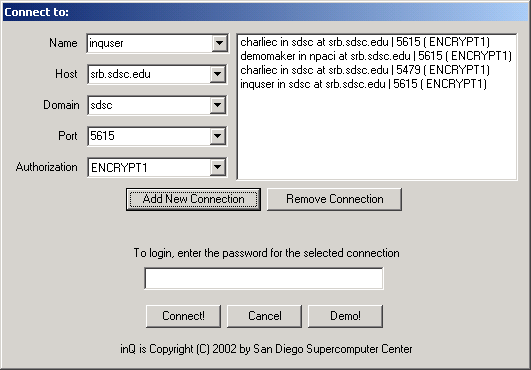 Connect to:
Name inquser
Host srb.sdsc.edu
Domain sdsc
Port 5615
Authorization ENCRYPT1
charliec in sdsc at srb.sdsc.edu | 5615 ( ENCRYPT1)
demomaker in npaci at srb.sdsc.edu | 5615 ( ENCRYPT1)
charliec in sdsc at srb.sdsc.edu | 5479 ( ENCRYPT1)
inquser in sdsc at srb.sdsc.edu | 5615 ( ENCRYPT1)
Add New Connection Remove Connection
To login, enter the password for the selected connection
Connect! Cancel Demo!
inQ is Copyright (C) 2002 by San Diego Supercomputer Center